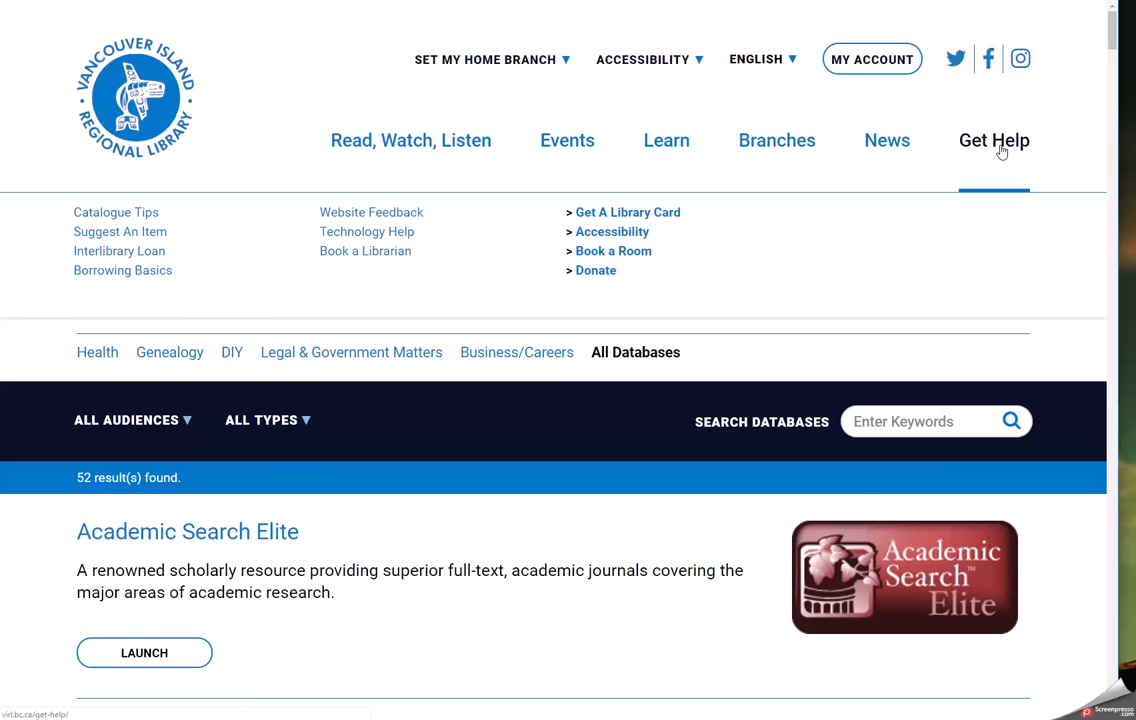 VANCOUVER ISLAND
REGIONAL LIBRARY
SET MY HOME BRANCH ▼
ACCESSIBILITY ▼
ENGLISH ▼
MY ACCOUNT
Read, Watch, Listen
Events
Learn
Branches
News
Get Help
Catalogue Tips
Suggest An Item
Interlibrary Loan
Borrowing Basics
Website Feedback
Technology Help
Book a Librarian
> Get A Library Card
> Accessibility
> Book a Room
> Donate
Health
Genealogy
DIY
Legal & Government Matters
Business/Careers
All Databases
ALL AUDIENCES ▼
ALL TYPES ▼
SEARCH DATABASES
Enter Keywords
52 result(s) found.
Academic Search Elite
A renowned scholarly resource providing superior full-text, academic journals covering the
major areas of academic research.
LAUNCH
Academic
Search™
Elite
virl.bc.ca/get-help/
Screenpresso
.com